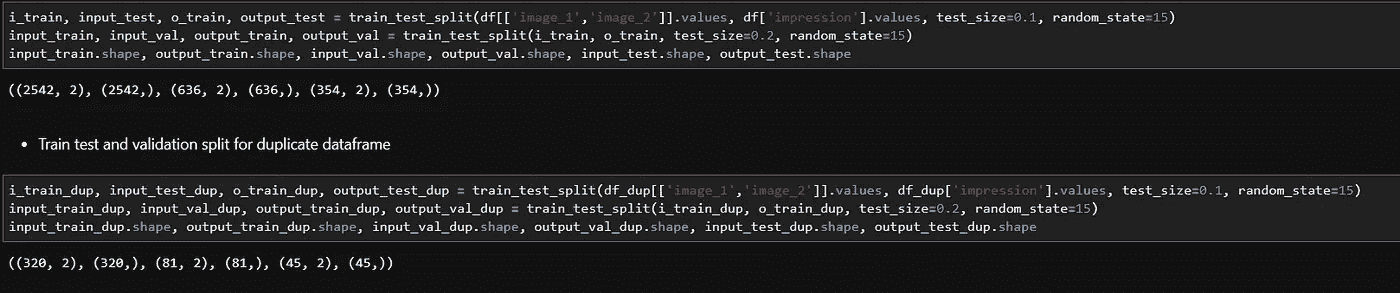 i_train, input_test, o_train, output_test = train_test_split(df[['image_1','image_2']].values, df['impression'].values, test_size=0.1, random_state=15)
input_train, input_val, output_train, output_val = train_test_split(i_train, o_train, test_size=0.2, random_state=15)
input_train.shape, output_train.shape, input_val.shape, output_val.shape, input_test.shape, output_test.shape
((2542, 2), (2542,), (636, 2), (636,), (354, 2), (354,))
• Train test and validation split for duplicate dataframe
i_train_dup, input_test_dup, o_train_dup, output_test_dup = train_test_split(df_dup[['image_1','image_2']].values, df_dup['impression'].values, test_size=0.1, random_state=15)
input_train_dup, input_val_dup, output_train_dup, output_val_dup = train_test_split(i_train_dup, o_train_dup, test_size=0.2, random_state=15)
input_train_dup.shape, output_train_dup.shape, input_val_dup.shape, output_val_dup.shape, input_test_dup.shape, output_test_dup.shape
((320, 2), (320,), (81, 2), (81,), (45, 2), (45,))